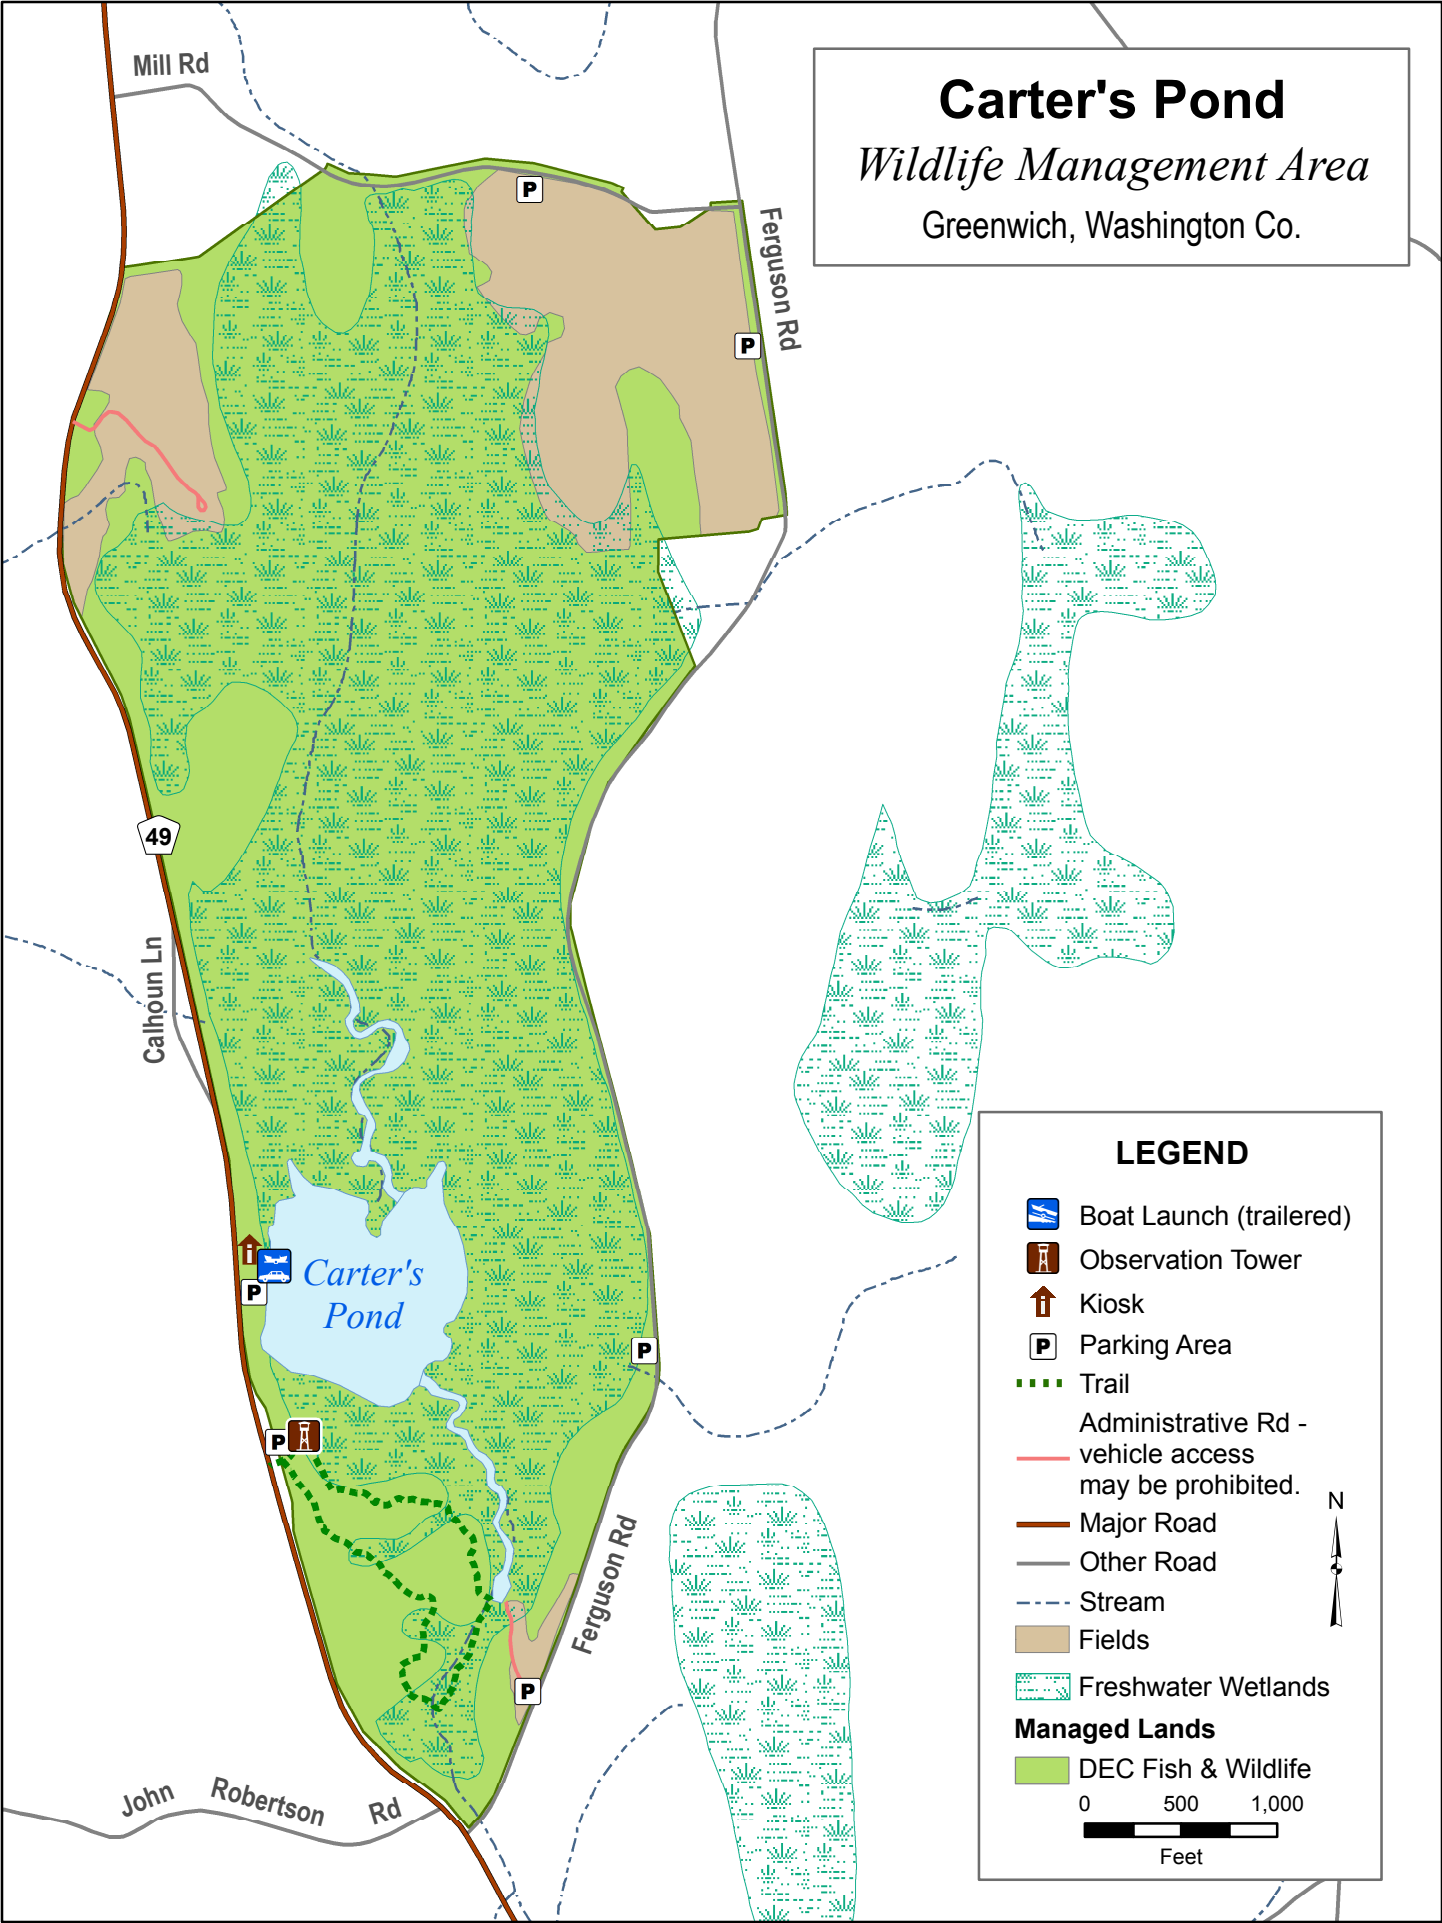 Carter's Pond
Wildlife Management Area
Greenwich, Washington Co.
Mill Rd
P
Ferguson Rd
P
49
Calhoun Ln
Carter's
Pond
P
P
P
Ferguson Rd
P
John Robertson Rd
LEGEND
Boat Launch (trailered)
Observation Tower
Kiosk
P Parking Area
Trail
Administrative Rd -
vehicle access
may be prohibited.
N
Major Road
Other Road
Stream
Fields
Freshwater Wetlands
Managed Lands
DEC Fish & Wildlife
0 500 1,000
Feet